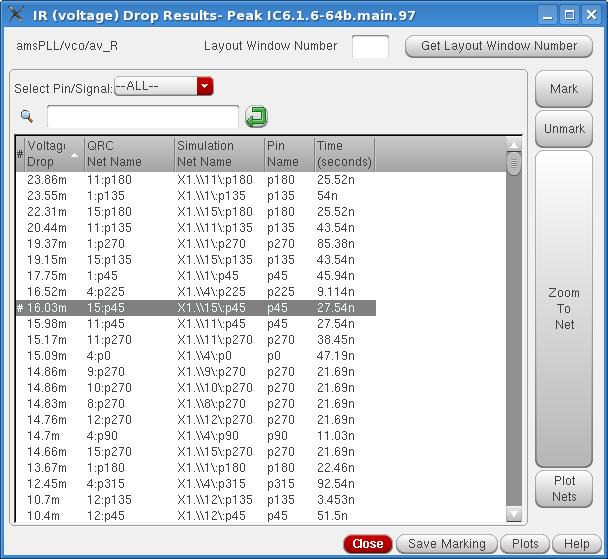 IR (voltage) Drop Results- Peak IC6.1.6-64b.main.97
amsPLL/vco/av_R Layout Window Number Get Layout Window Number
Select Pin/Signal: --ALL-- Mark
Unmark
# Voltage Drop QRC Net Name Simulation Net Name Pin Name Time (seconds)
23.86m 11:p180 X1.\\11\:p180 p180 25.52n
23.55m 1:p135 X1.\\1\:p135 p135 54n
22.31m 15:p180 X1.\\15\:p180 p180 25.52n
20.44m 11:p135 X1.\\11\:p135 p135 43.54n
19.37m 1:p270 X1.\\1\:p270 p270 85.38n
19.15m 15:p135 X1.\\15\:p135 p135 43.54n
17.75m 1:p45 X1.\\1\:p45 p45 45.94n
16.52m 4:p225 X1.\\4\:p225 p225 9.114n
# 16.03m 15:p45 X1.\\15\:p45 p45 27.54n
15.98m 11:p45 X1.\\11\:p45 p45 27.54n
15.17m 11:p270 X1.\\11\:p270 p270 38.45n
15.09m 4:p0 X1.\\4\:p0 p0 47.19n
14.86m 9:p270 X1.\\9\:p270 p270 21.69n
14.86m 10:p270 X1.\\10\:p270 p270 21.69n
14.83m 8:p270 X1.\\8\:p270 p270 21.69n
14.76m 12:p270 X1.\\12\:p270 p270 21.69n
14.7m 4:p90 X1.\\4\:p90 p90 11.03n
14.66m 15:p270 X1.\\15\:p270 p270 21.69n
13.67m 1:p180 X1.\\1\:p180 p180 22.46n
12.45m 4:p315 X1.\\4\:p315 p315 92.54n
10.7m 12:p135 X1.\\12\:p135 p135 3.453n
10.4m 12:p45 X1.\\12\:p45 p45 51.5n
Zoom
To
Net
Plot
Nets
Close Save Marking Plots Help